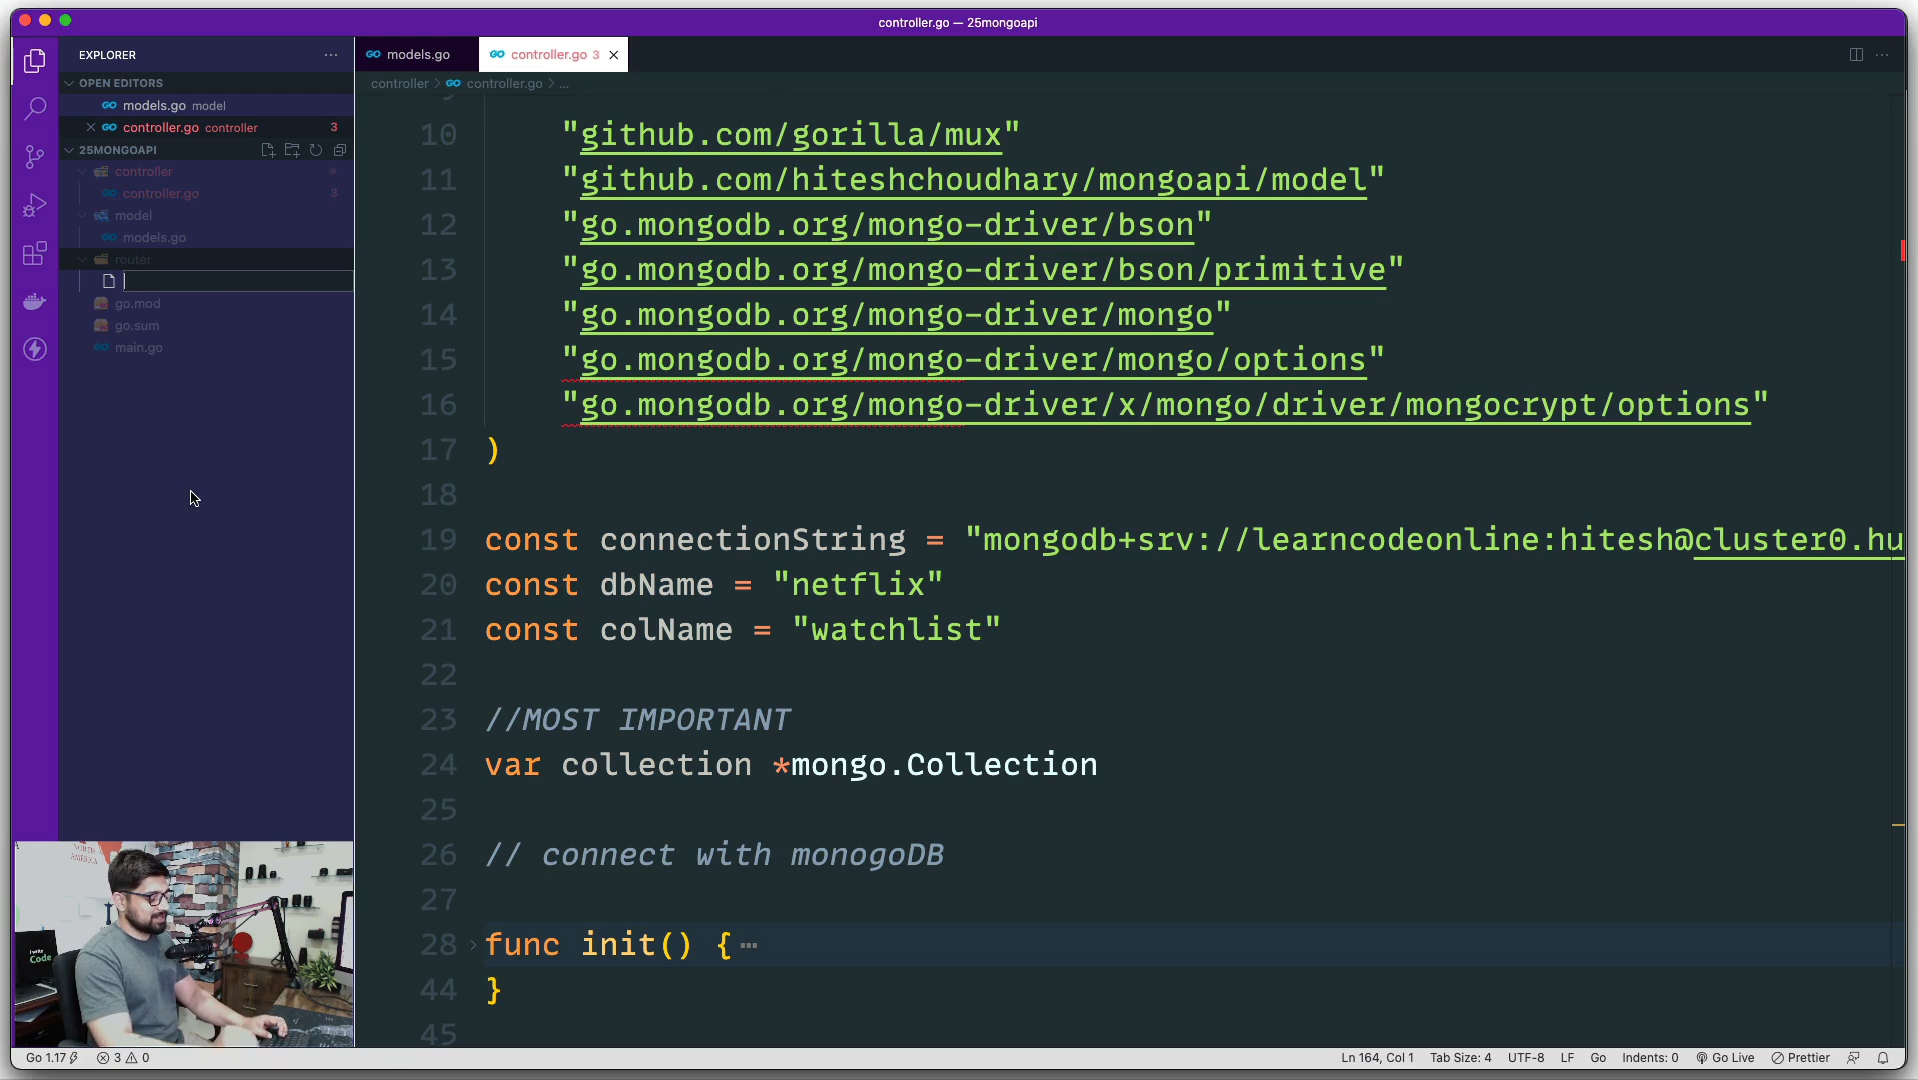 controller.go — 25mongoapi
EXPLORER
models.go
controller.go 3
OPEN EDITORS
controller > controller.go > ...
models.go model
controller.go controller 3
25MONGOAPI
controller
controller.go 3
model
models.go
router
go.mod
go.sum
main.go
10 "github.com/gorilla/mux"
11 "github.com/hiteshchoudhary/mongoapi/model"
12 "go.mongodb.org/mongo-driver/bson"
13 "go.mongodb.org/mongo-driver/bson/primitive"
14 "go.mongodb.org/mongo-driver/mongo"
15 "go.mongodb.org/mongo-driver/mongo/options"
16 "go.mongodb.org/mongo-driver/x/mongo/driver/mongocrypt/options"
17 )
18
19 const connectionString = "mongodb+srv://learncodeonline:hitesh@cluster0.hu
20 const dbName = "netflix"
21 const colName = "watchlist"
22
23 //MOST IMPORTANT
24 var collection *mongo.Collection
25
26 // connect with monogoDB
27
28 func init() {
44 }
45
NORTH
AMERICA
I write
Code
Go 1.17
3 0
Ln 164, Col 1
Tab Size: 4
UTF-8
LF
Go
Indents: 0
Go Live
Prettier